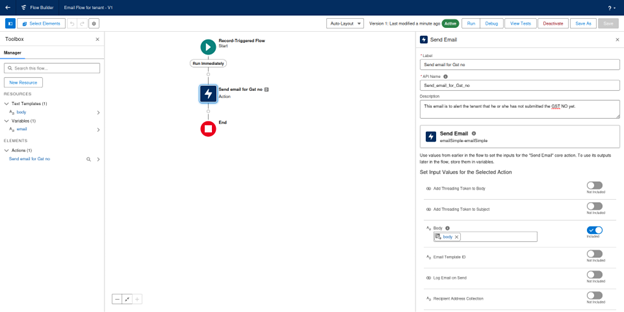 Flow Builder
Email Flow for tenant - V1
?
Select Elements
Auto Layout
Version 1: Last modified a minute ago
Active
Run
Debug
View Tests
Deactivate
Save As
Save
Toolbox
Manager
Search this flow...
New Resource
RESOURCES
Text Templates (1)
body
Variables (1)
email
ELEMENTS
Actions (1)
Send email for Gst no
Record-Triggered Flow
Start
Run Immediately
Send email for Gst no
Action
End
Send Email
* Label
Send email for Gst no
* API Name
Send_email_for_Gst_no
Description
This email is to alert the tenant that he or she has not submitted the GST NO yet
Send Email
emailSimple-emailSimple
Use values from earlier in the flow to set the inputs for the "Send Email" core action. To use its outputs
later in the flow, store them in variables.
Set Input Values for the Selected Action
Add Threading Token to Body
Not Included
Add Threading Token to Subject
Not Included
Body
body
Included
Email Template ID
Not Included
Log Email on Send
Not Included
Recipient Address Collection
Not Included